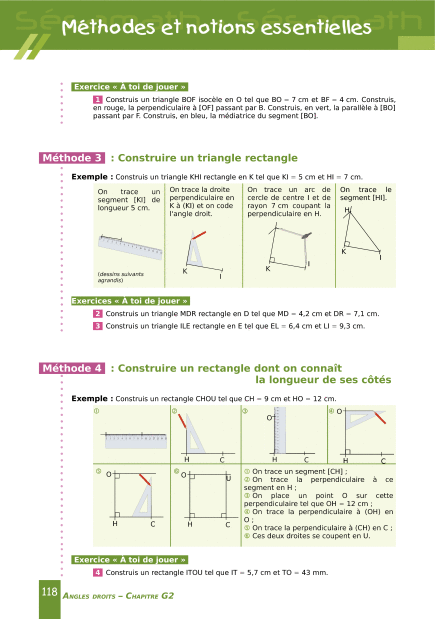 Méthodes et notions essentielles
Exercice « À toi de jouer »
1 Construis un triangle BOF isocèle en O tel que BO = 7 cm et BF = 4 cm. Construis,
en rouge, la perpendiculaire à [OF] passant par B. Construis, en vert, la parallèle à [BO]
passant par F. Construis, en bleu, la médiatrice du segment [BO].
Méthode 3 : Construire un triangle rectangle
Exemple : Construis un triangle KHI rectangle en K tel que KI = 5 cm et HI = 7 cm.
On trace un
segment [KI] de
longueur 5 cm.
(dessins suivants
agrandis)
On trace la droite
perpendiculaire en
K à (KI) et on code
l'angle droit.
K
I
On trace un arc de
cercle de centre I et de
rayon 7 cm coupant la
perpendiculaire en H.
K
I
On trace le
segment [HI].
H
K
I
Exercices « À toi de jouer »
2 Construis un triangle MDR rectangle en D tel que MD = 4,2 cm et DR = 7,1 cm.
3 Construis un triangle ILE rectangle en E tel que EL = 6,4 cm et LI = 9,3 cm.
Méthode 4 : Construire un rectangle dont on connaît
la longueur de ses côtés
Exemple : Construis un rectangle CHOU tel que CH = 9 cm et HO = 12 cm.
①
②
H C
③
O
H C
④
O
H C
⑤
O
H C
⑥
O U
H C
① On trace un segment [CH] ;
② On trace la perpendiculaire à ce
segment en H ;
③ On place un point O sur cette
perpendiculaire tel que OH = 12 cm ;
④ On trace la perpendiculaire à (OH) en
O ;
⑤ On trace la perpendiculaire à (CH) en C ;
⑥ Ces deux droites se coupent en U.
Exercice « À toi de jouer »
4 Construis un rectangle ITOU tel que IT = 5,7 cm et TO = 43 mm.
118 Angles droits – Chapitre G2